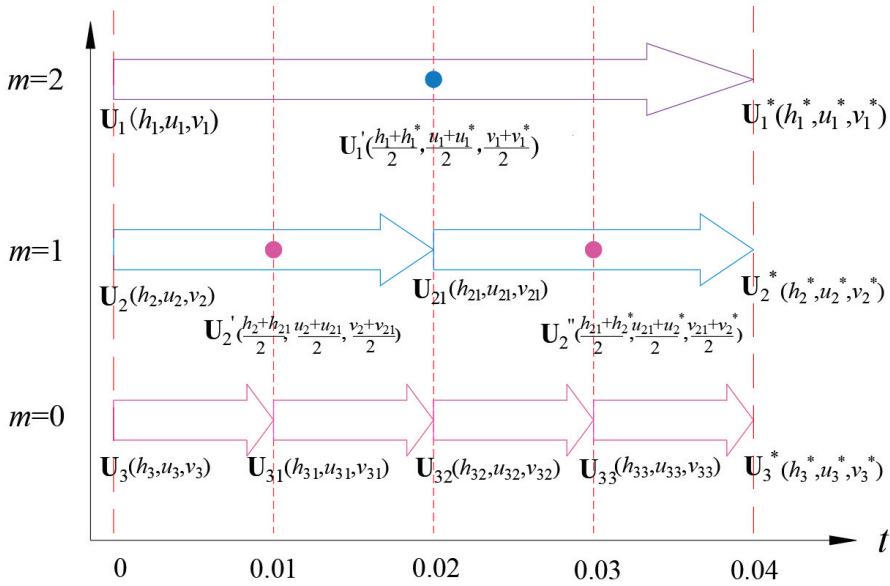 m=2
U₁(h₁,u₁,v₁)
U₁*(h₁*,u₁*,v₁*)
U₁'((h₁+h₁*)/2,(u₁+u₁*)/2,(v₁+v₁*)/2)
m=1
U₂(h₂,u₂,v₂)
U₂₁(h₂₁,u₂₁,v₂₁)
U₂*(h₂*,u₂*,v₂*)
U₂'((h₂+h₂₁)/2,(u₂+u₂₁)/2,(v₂+v₂₁)/2)
U₂"((h₂₁+h₂*)/2,(u₂₁+u₂*)/2,(v₂₁+v₂*)/2)
m=0
U₃(h₃,u₃,v₃)
U₃₁(h₃₁,u₃₁,v₃₁)
U₃₂(h₃₂,u₃₂,v₃₂)
U₃₃(h₃₃,u₃₃,v₃₃)
U₃*(h₃*,u₃*,v₃*)
0 0.01 0.02 0.03 0.04
t